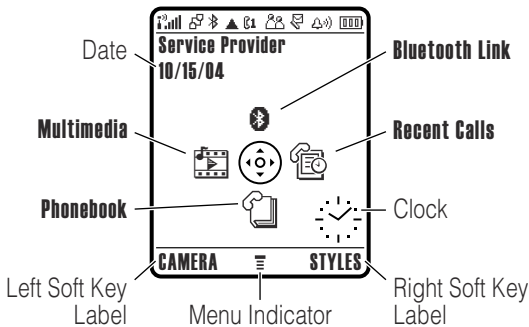 Service Provider
Date
10/15/04
Bluetooth Link
Multimedia
Recent Calls
Phonebook
Clock
CAMERA
STYLES
Left Soft Key
Label
Menu Indicator
Right Soft Key
Label